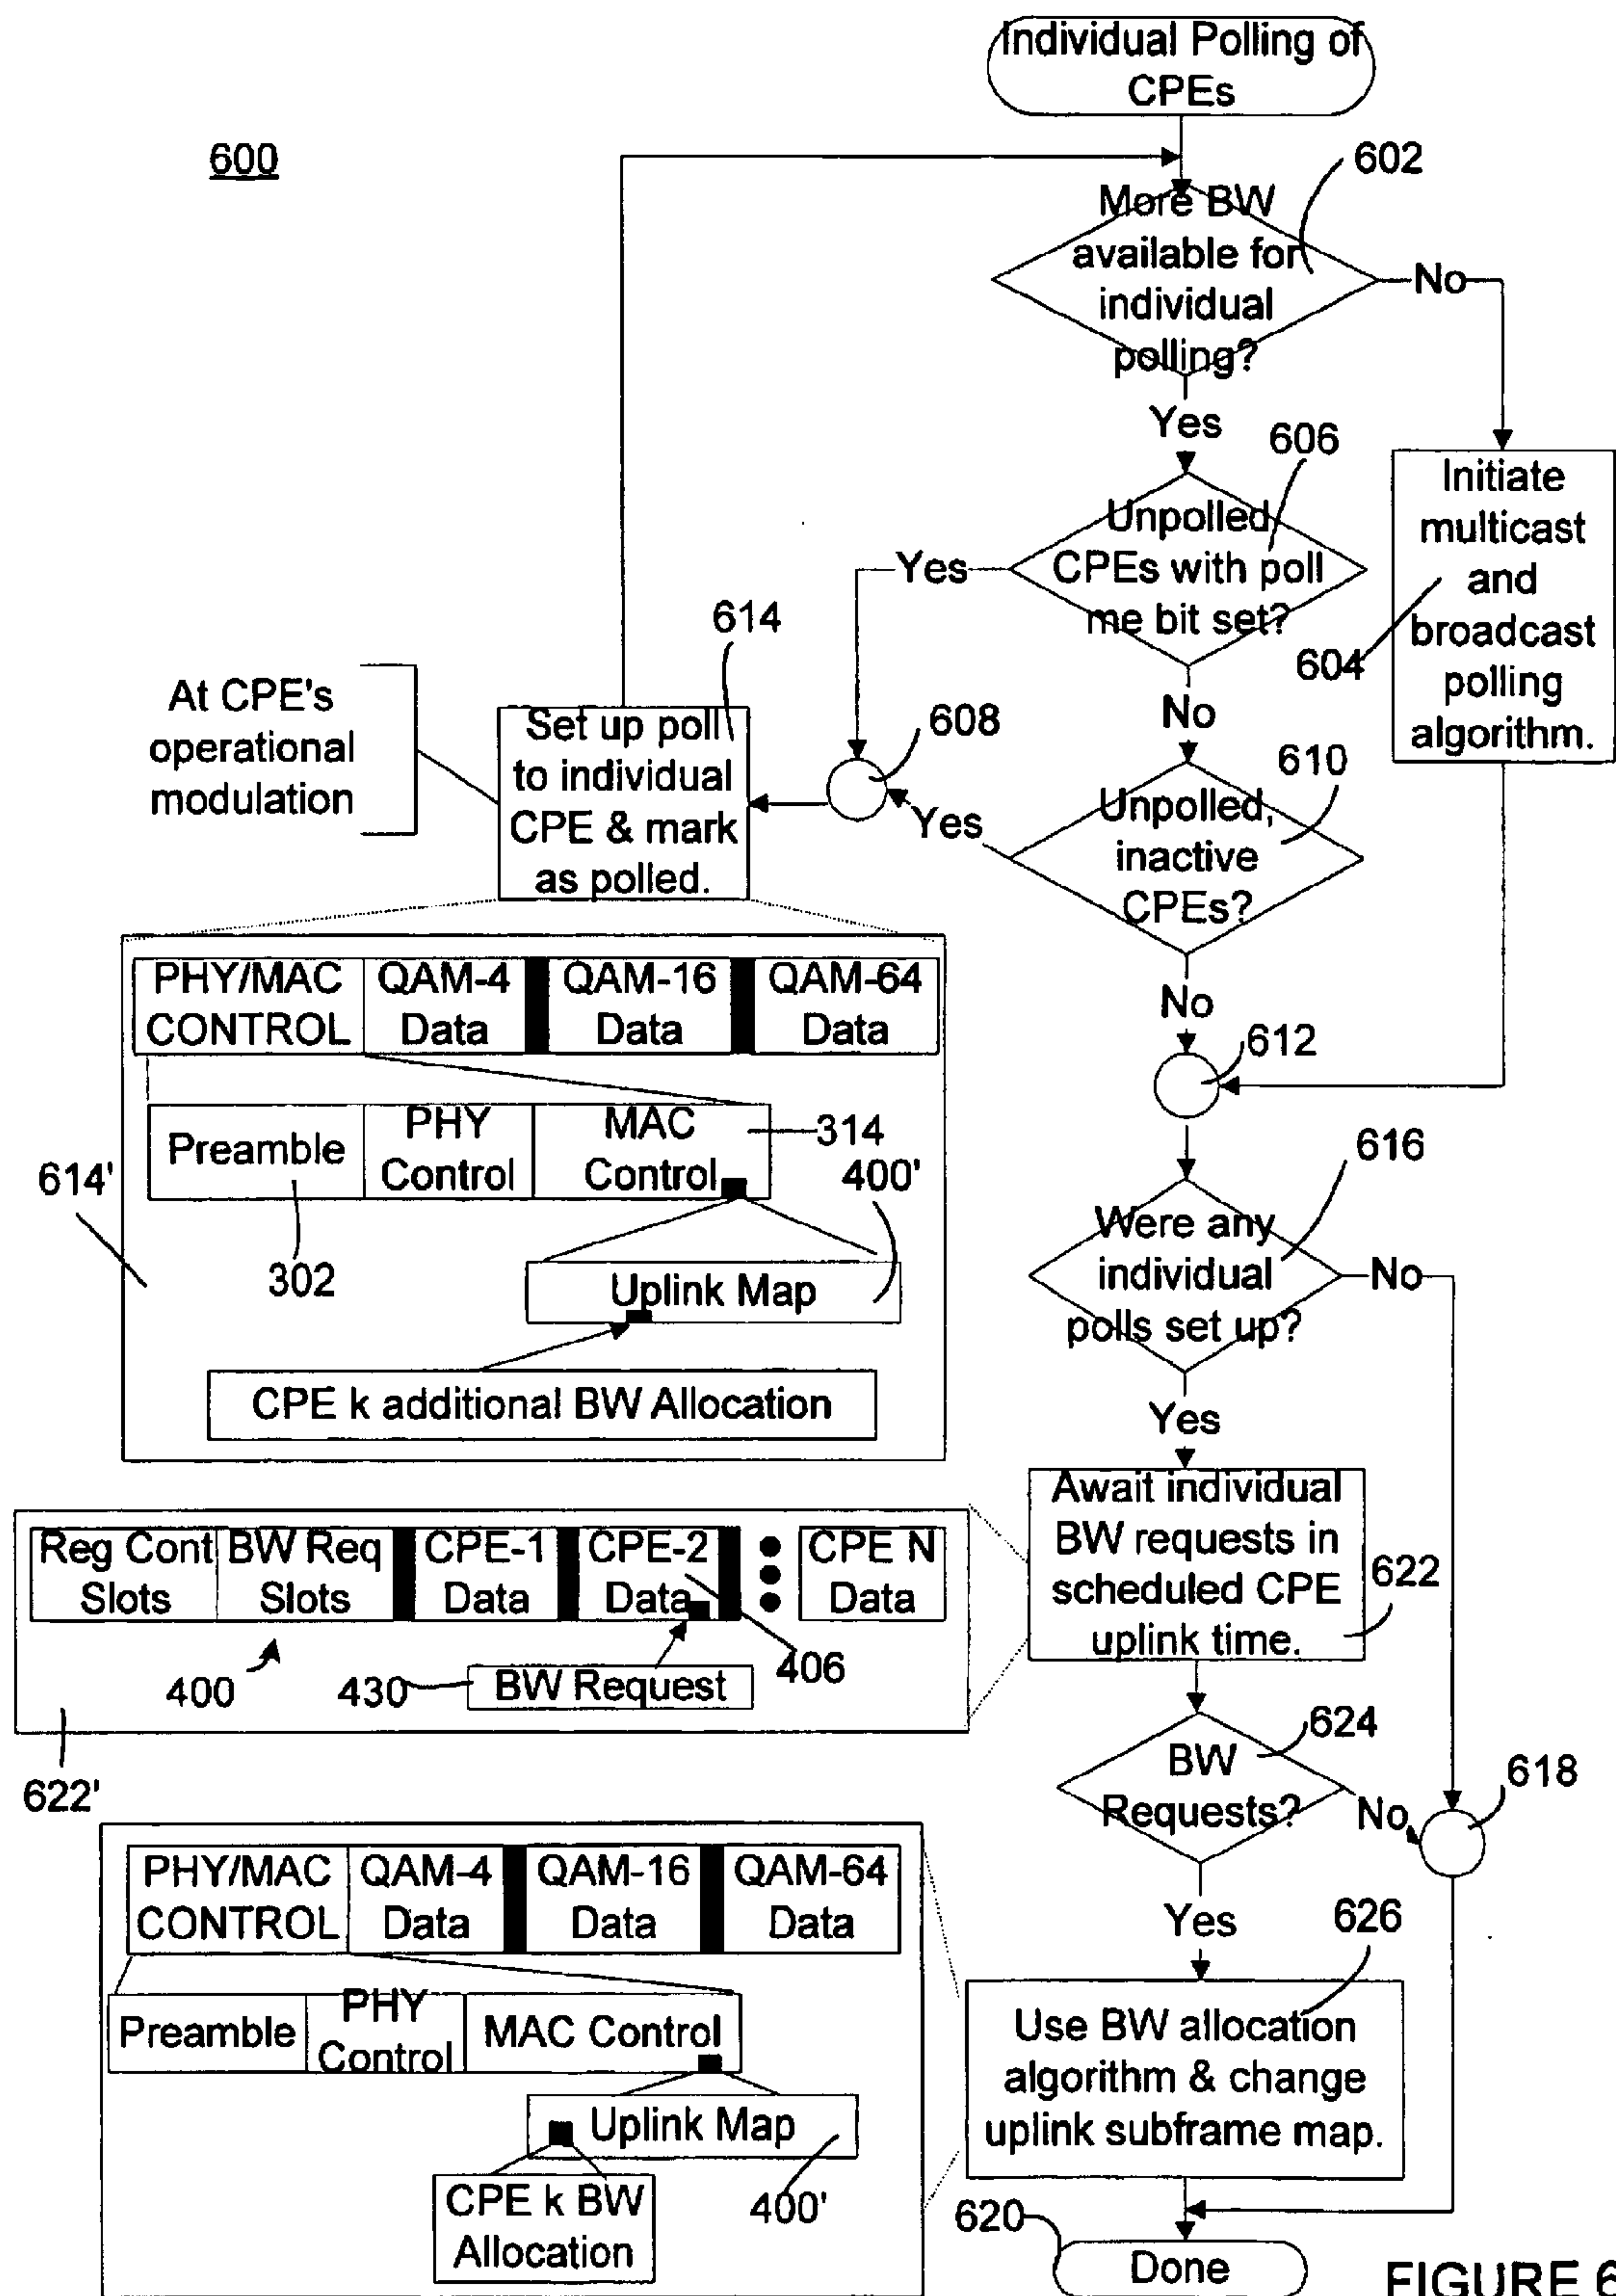 Individual Polling of
CPEs
600
602
More BW
available for
individual
polling?
No
Yes
606
Unpolled
CPEs with poll
me bit set?
Yes
Initiate
multicast
and
broadcast
polling
algorithm.
604
614
At CPE's
operational
modulation
Set up poll
to individual
CPE & mark
as polled.
608
No
610
Unpolled,
inactive
CPEs?
Yes
No
612
PHY/MAC
CONTROL
QAM-4
Data
QAM-16
Data
QAM-64
Data
Preamble
PHY
Control
MAC
Control
314
400'
614'
302
Uplink Map
CPE k additional BW Allocation
616
Were any
individual
polls set up?
No
Yes
Await individual
BW requests in
scheduled CPE
uplink time.
622
Reg Cont
Slots
BW Req
Slots
CPE-1
Data
CPE-2
Data
CPE N
Data
400
430
BW Request
406
622'
624
BW
Requests?
No
618
Yes
626
PHY/MAC
CONTROL
QAM-4
Data
QAM-16
Data
QAM-64
Data
Preamble
PHY
Control
MAC Control
Uplink Map
400'
CPE k BW
Allocation
Use BW allocation
algorithm & change
uplink subframe map.
620
Done
FIGURE 6